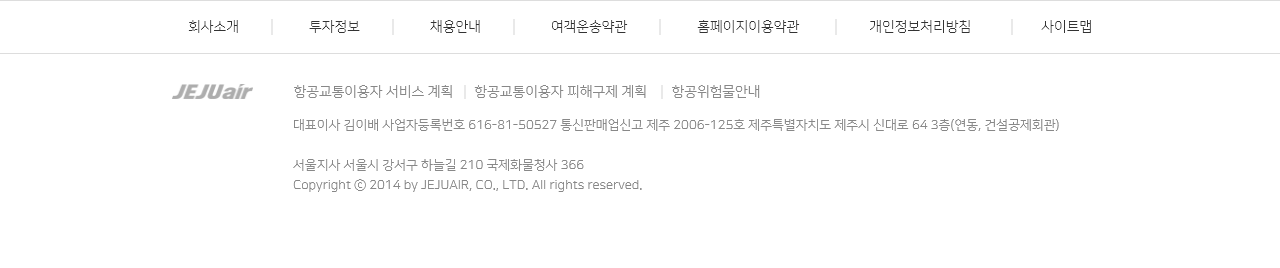 회사소개 투자정보 채용안내 여객운송약관 홈페이지이용약관 개인정보처리방침 사이트맵
JEJUair 항공교통이용자 서비스 계획 | 항공교통이용자 피해구제 계획 | 항공위험물안내
대표이사 김이배 사업자등록번호 616-81-50527 통신판매업신고 제주 2006-125호 제주특별자치도 제주시 신대로 64 3층(연동, 건설공제회관)
서울지사 서울시 강서구 하늘길 210 국제화물청사 366
Copyright ⓒ 2014 by JEJUAIR, CO., LTD. All rights reserved.